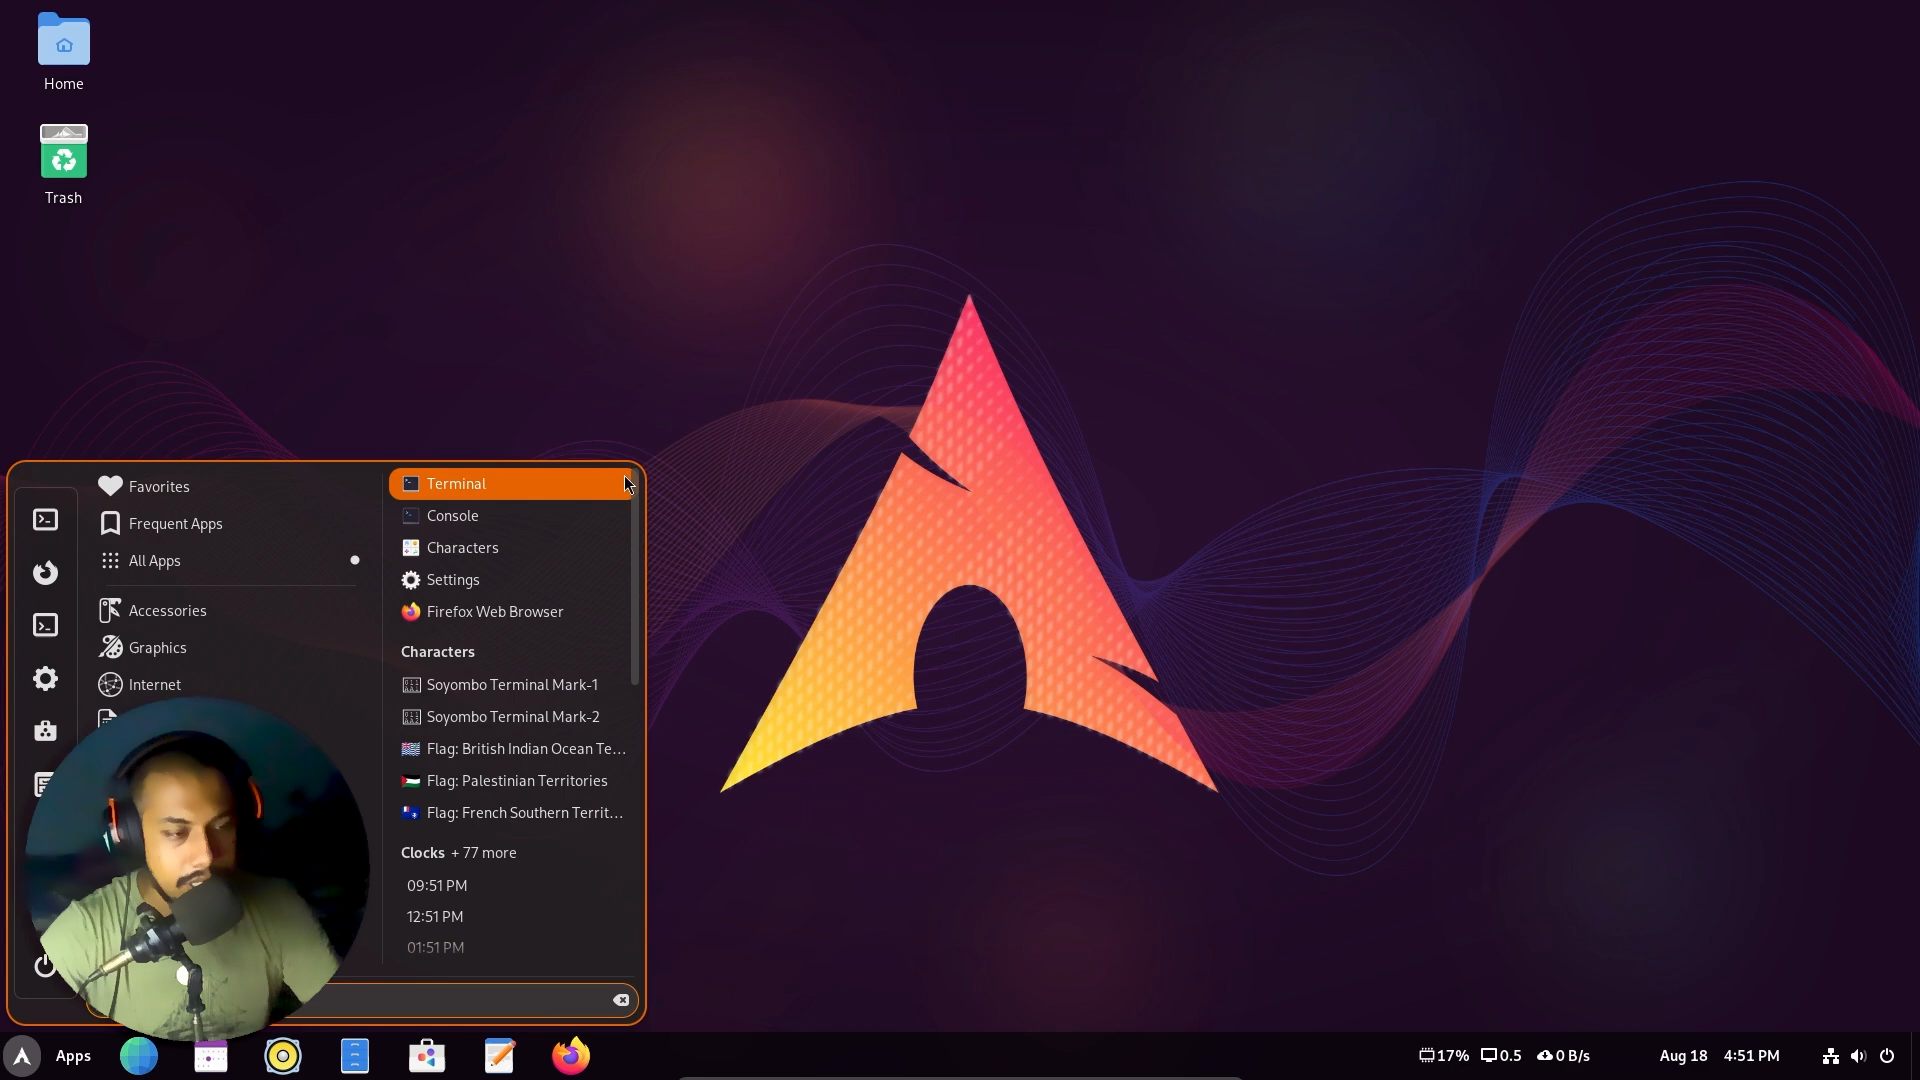 Home
Trash
Favorites
Frequent Apps
All Apps
Accessories
Graphics
Internet
Terminal
Console
Characters
Settings
Firefox Web Browser
Characters
Soyombo Terminal Mark-1
Soyombo Terminal Mark-2
Flag: British Indian Ocean Te...
Flag: Palestinian Territories
Flag: French Southern Territ...
Clocks + 77 more
09:51 PM
12:51 PM
01:51 PM
Apps
17% 0.5 0 B/s Aug 18 4:51 PM